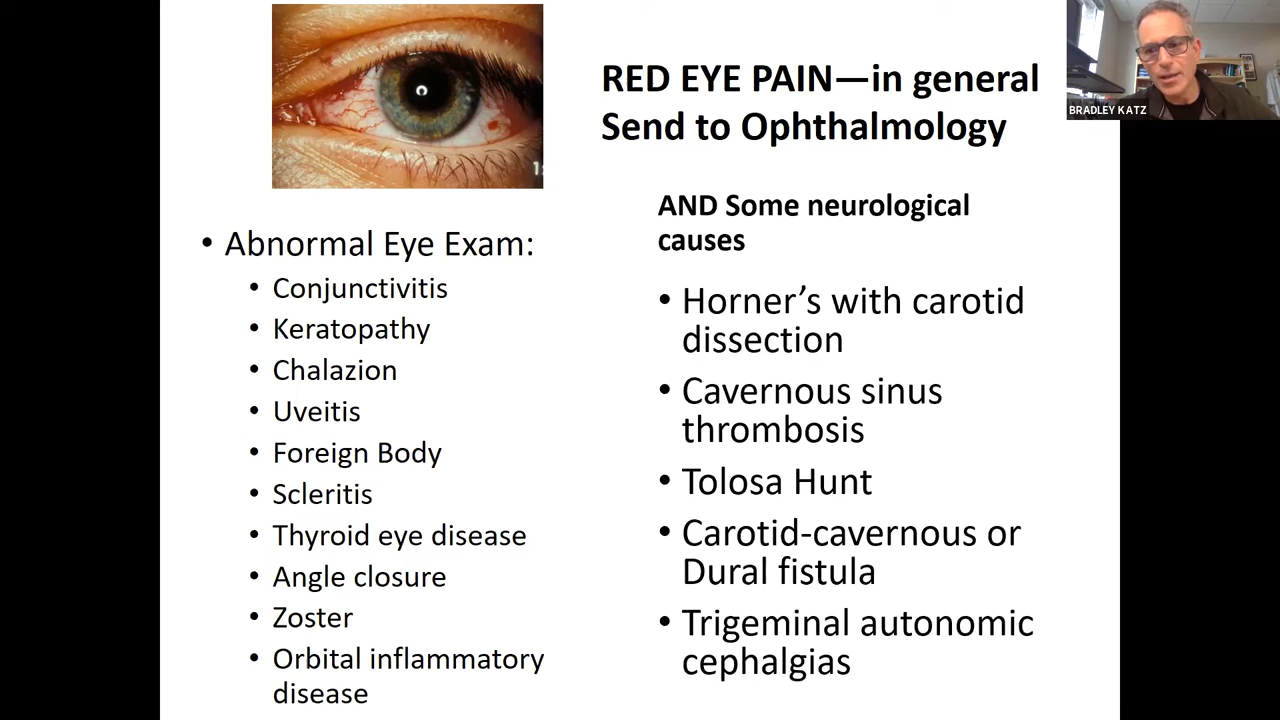 RED EYE PAIN—in general
Send to Ophthalmology
BRADLEY KATZ
• Abnormal Eye Exam:
• Conjunctivitis
• Keratopathy
• Chalazion
• Uveitis
• Foreign Body
• Scleritis
• Thyroid eye disease
• Angle closure
• Zoster
• Orbital inflammatory
disease
AND Some neurological
causes
• Horner’s with carotid
dissection
• Cavernous sinus
thrombosis
• Tolosa Hunt
• Carotid-cavernous or
Dural fistula
• Trigeminal autonomic
cephalgias